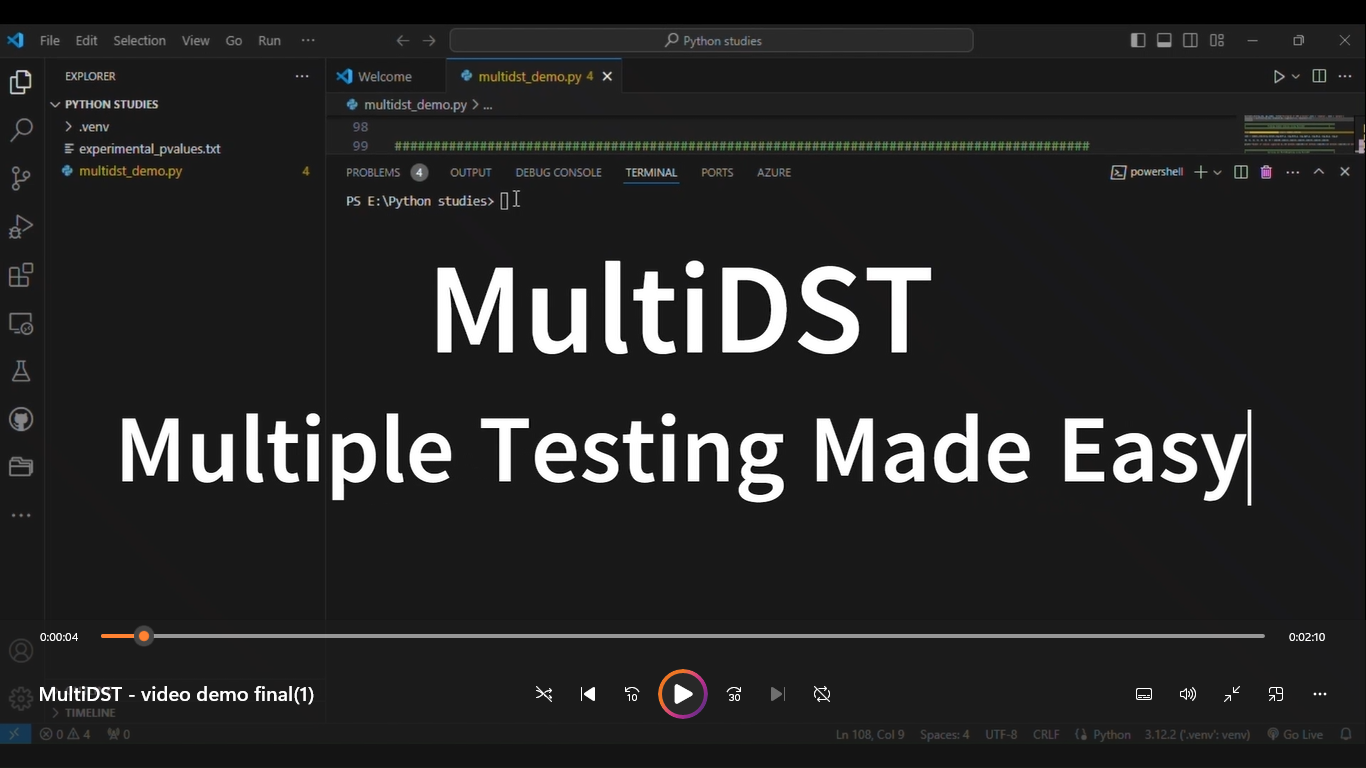 File Edit Selection View Go Run ···
Python studies
EXPLORER
Welcome
multidst_demo.py 4
PYTHON STUDIES
multidst_demo.py > ...
.venv
98
experimental_pvalues.txt
99 ##########################################################################################
multidst_demo.py 4
PROBLEMS 4 OUTPUT DEBUG CONSOLE TERMINAL PORTS AZURE
powershell
PS E:\Python studies>
MultiDST
Multiple Testing Made Easy
0:00:04
0:02:10
MultiDST - video demo final(1)
10
30
TIMELINE
0 4 0
Ln 108, Col 9 Spaces: 4 UTF-8 CRLF Python 3.12.2 ('.venv': venv) Go Live